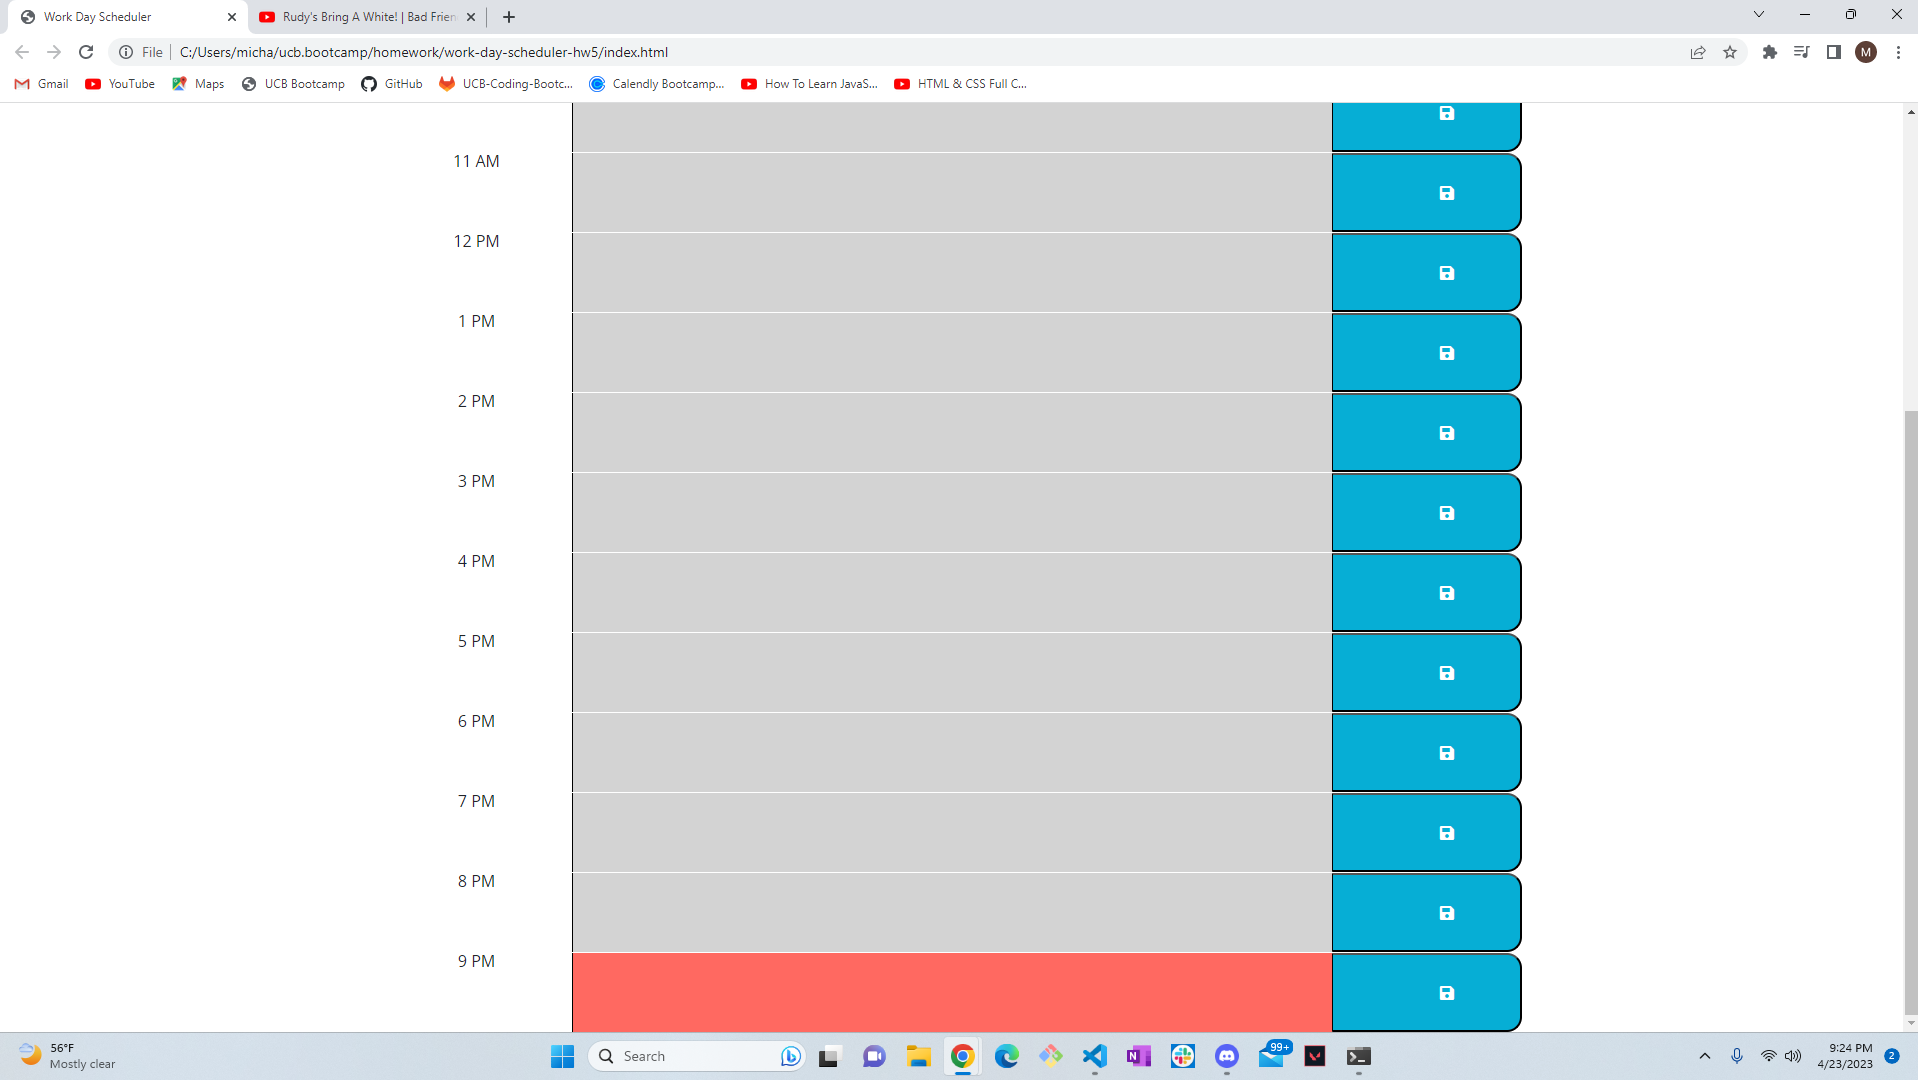 Work Day Scheduler
Rudy's Bring A White! | Bad Frien
File
C:/Users/micha/ucb.bootcamp/homework/work-day-scheduler-hw5/index.html
M
Gmail
YouTube
Maps
UCB Bootcamp
GitHub
UCB-Coding-Bootc...
Calendly Bootcamp...
How To Learn JavaS...
HTML & CSS Full C...
11 AM
12 PM
1 PM
2 PM
3 PM
4 PM
5 PM
6 PM
7 PM
8 PM
9 PM
56°F
Mostly clear
Search
N
99+
9:24 PM
4/23/2023
2